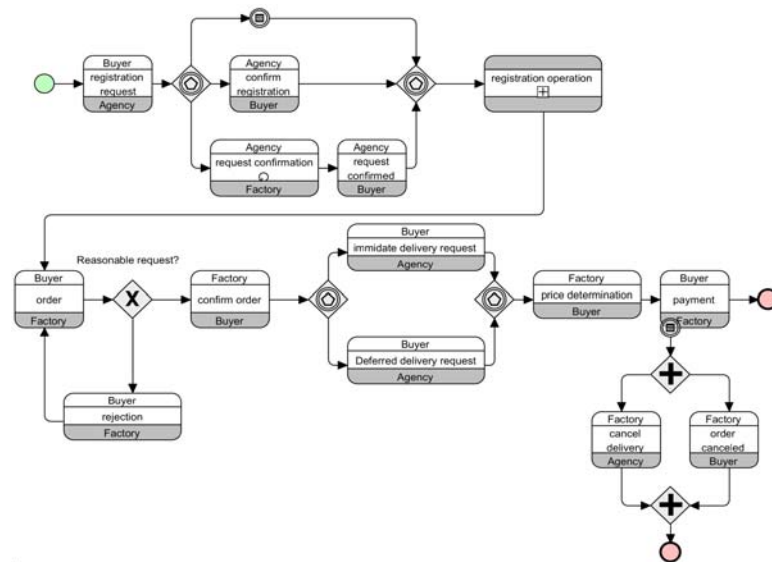 Buyer
registration
request
Agency
Agency
confirm
registration
Buyer
registration operation
Agency
request confirmation
Factory
Agency
request
confirmed
Buyer
Reasonable request?
Buyer
order
Factory
X
Factory
confirm order
Buyer
Buyer
immidate delivery request
Agency
Buyer
Deferred delivery request
Agency
Factory
price determination
Buyer
Buyer
payment
Factory
Buyer
rejection
Factory
Factory
cancel
delivery
Agency
Factory
order
canceled
Buyer